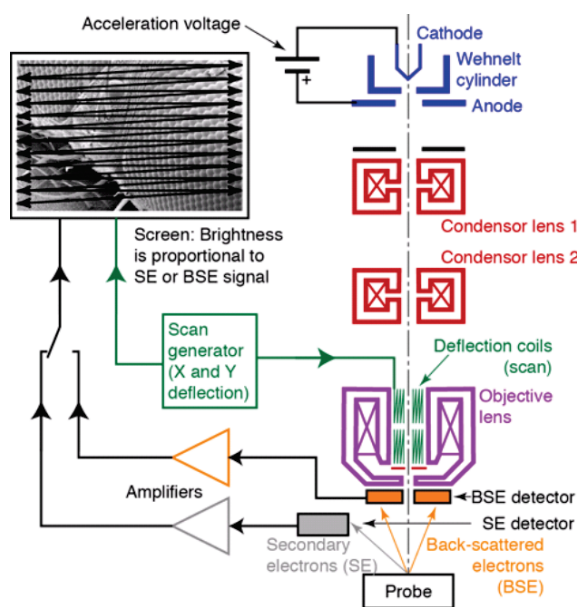 Acceleration voltage
Cathode
Wehnelt
cylinder
+
Anode
Condensor lens 1
Screen: Brightness
is proportional to
SE or BSE signal
Condensor lens 2
Scan
generator
(X and Y
deflection)
Deflection coils
(scan)
Objective
lens
Amplifiers
BSE detector
SE detector
Secondary
electrons (SE)
Back-scattered
electrons
(BSE)
Probe